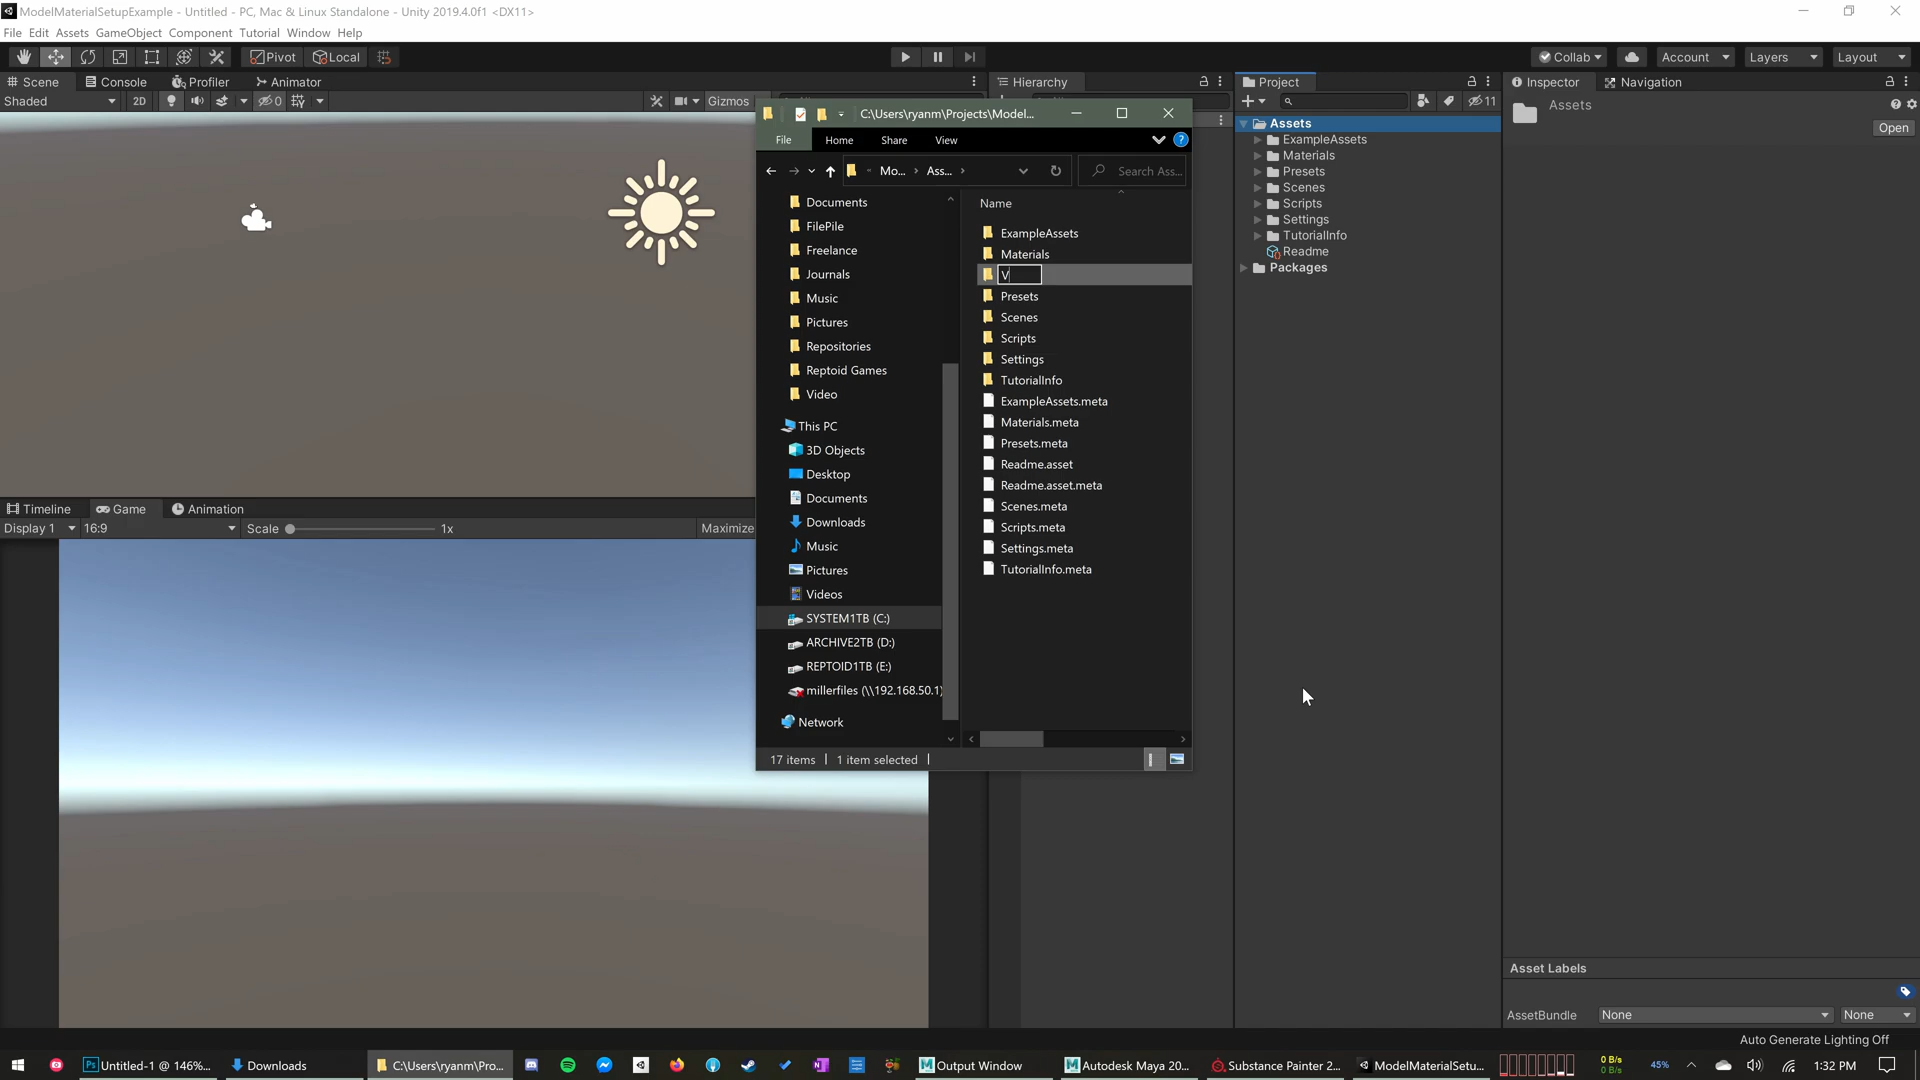 ModelMaterialSetupExample - Untitled - PC, Mac & Linux Standalone - Unity 2019.4.0f1 <DX11>
File Edit Assets GameObject Component Tutorial Window Help
Pivot Local
Collab Account Layers Layout
Scene Console Profiler Animator
Shaded 2D 0 Gizmos
C:\Users\ryanm\Projects\Model...
File Home Share View
Mo... Ass... Search Ass...
Documents
FilePile
Freelance
Journals
Music
Pictures
Repositories
Reptoid Games
Video
This PC
3D Objects
Desktop
Documents
Downloads
Music
Pictures
Videos
SYSTEM1TB (C:)
ARCHIVE2TB (D:)
REPTOID1TB (E:)
millerfiles (\\192.168.50.1)
Network
Name
ExampleAssets
Materials
V
Presets
Scenes
Scripts
Settings
TutorialInfo
ExampleAssets.meta
Materials.meta
Presets.meta
Readme.asset
Readme.asset.meta
Scenes.meta
Scripts.meta
Settings.meta
TutorialInfo.meta
17 items 1 item selected
Timeline Game Animation
Display 1 16:9 Scale 1x Maximize
Hierarchy
Project
11
Assets
ExampleAssets
Materials
Presets
Scenes
Scripts
Settings
TutorialInfo
Readme
Packages
Inspector Navigation
Assets
Open
Asset Labels
AssetBundle None None
Auto Generate Lighting Off
Untitled-1 @ 146%... Downloads C:\Users\ryanm\Pro... Output Window Autodesk Maya 20... Substance Painter 2... ModelMaterialSetu...
0 B/s
0 B/s
45% 1:32 PM